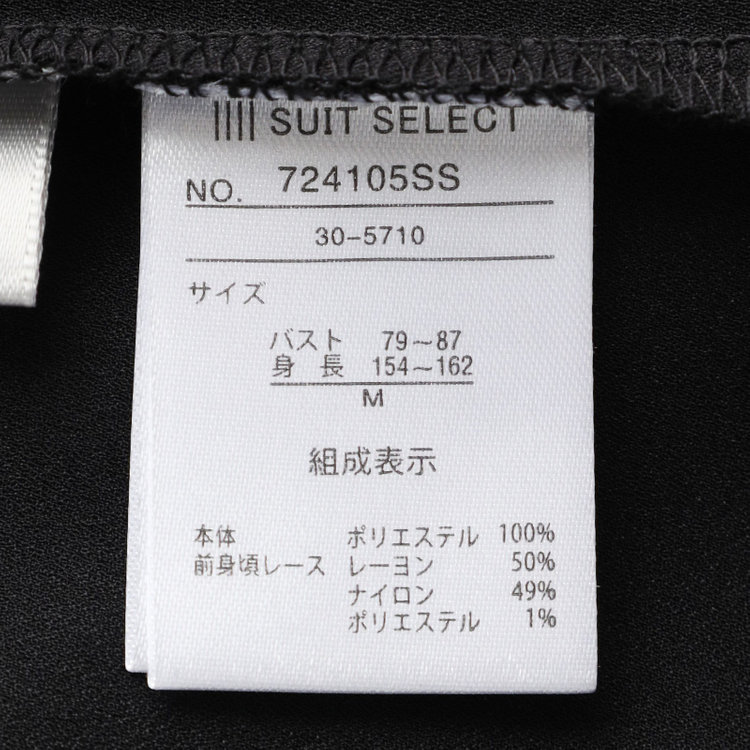 SUIT SELECT
NO. 724105SS
30-5710
サイズ
バスト 79~87
身長 154~162
M
組成表示
本体 ポリエステル 100%
前身頃レース レーヨン 50%
ナイロン 49%
ポリエステル 1%